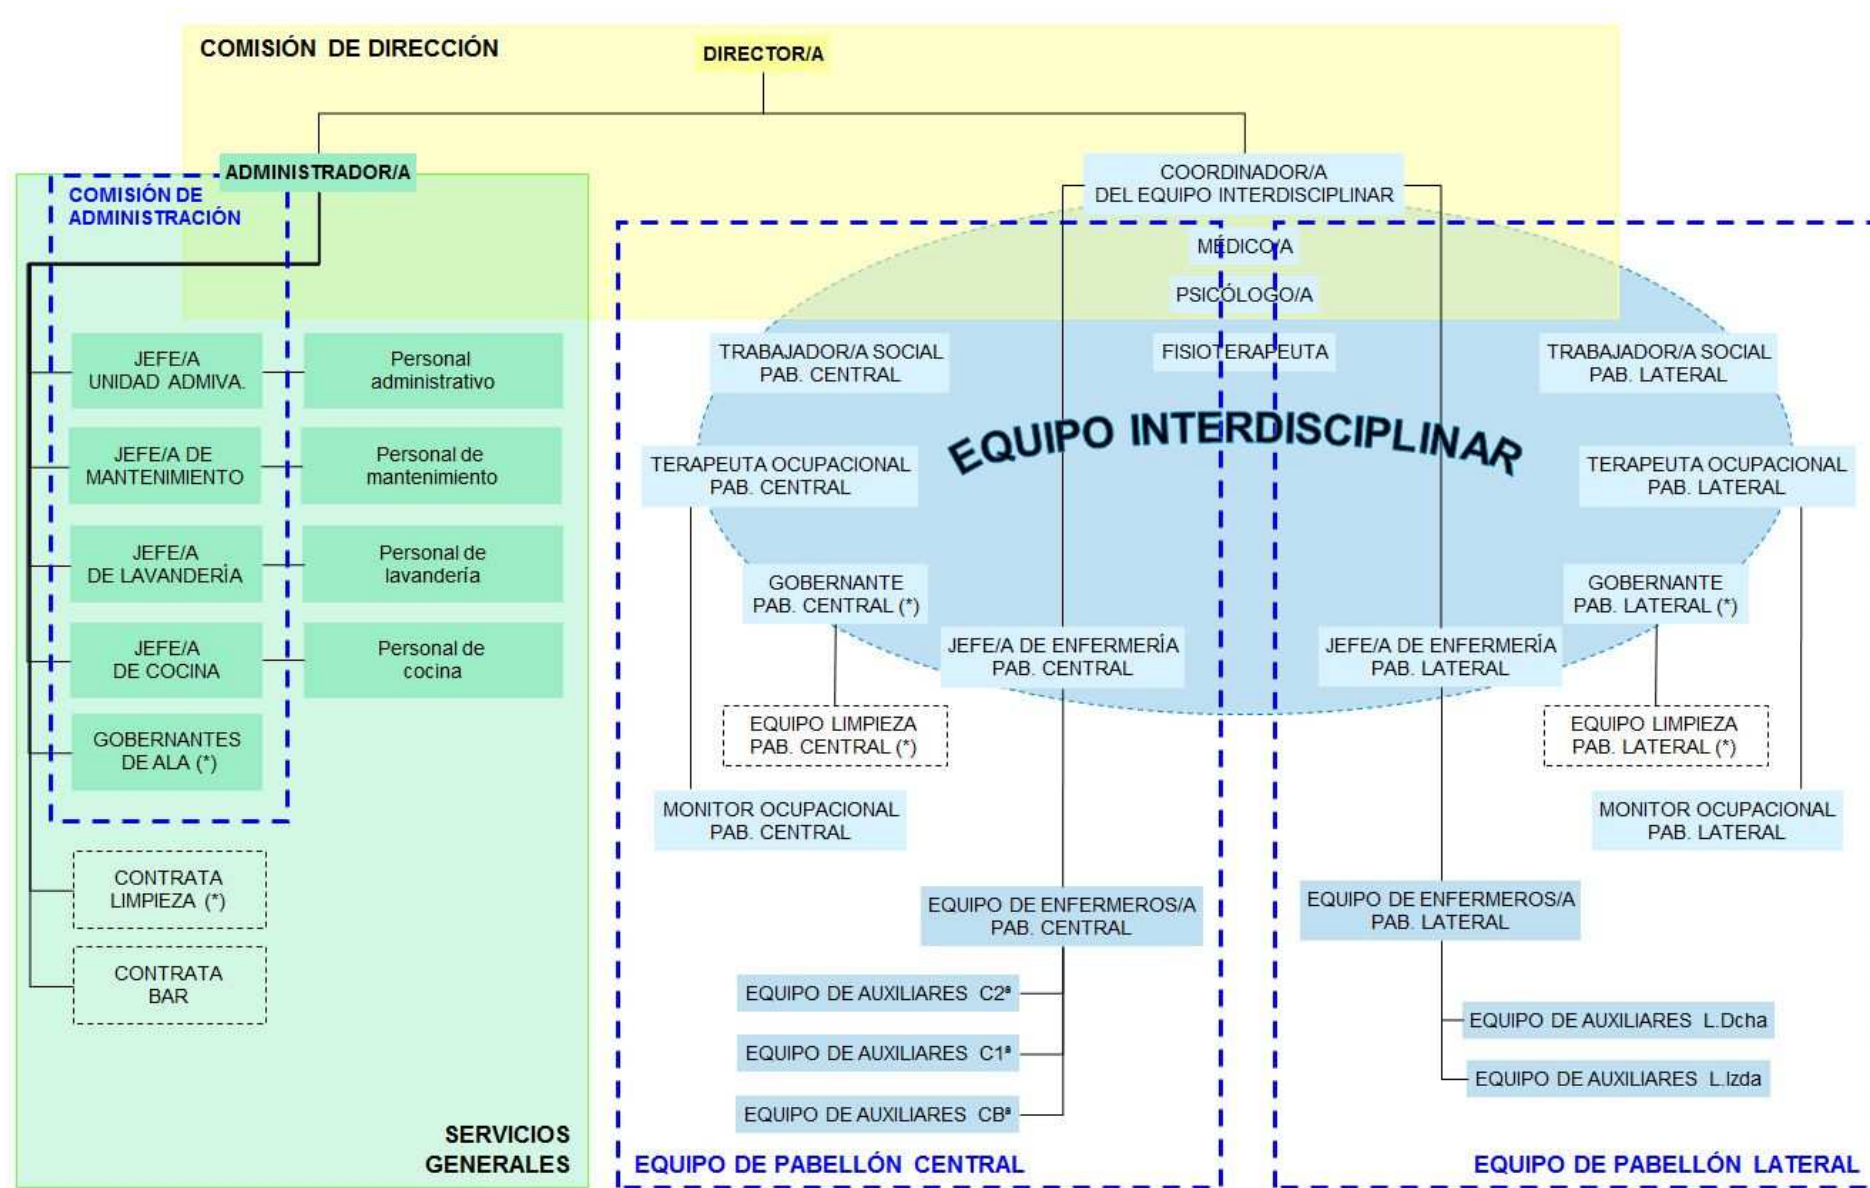 COMISIÓN DE DIRECCIÓN
DIRECTOR/A
ADMINISTRADOR/A
COMISIÓN DE
ADMINISTRACIÓN
JEFE/A
UNIDAD ADMIVA.
Personal
administrativo
JEFE/A DE
MANTENIMIENTO
Personal de
mantenimiento
JEFE/A
DE LAVANDERÍA
Personal de
lavandería
JEFE/A
DE COCINA
Personal de
cocina
GOBERNANTES
DE ALA (*)
CONTRATA
LIMPIEZA (*)
CONTRATA
BAR
SERVICIOS
GENERALES
COORDINADOR/A
DEL EQUIPO INTERDISCIPLINAR
MÉDICO/A
PSICÓLOGO/A
FISIOTERAPEUTA
TRABAJADOR/A SOCIAL
PAB. CENTRAL
TRABAJADOR/A SOCIAL
PAB. LATERAL
EQUIPO INTERDISCIPLINAR
TERAPEUTA OCUPACIONAL
PAB. CENTRAL
TERAPEUTA OCUPACIONAL
PAB. LATERAL
GOBERNANTE
PAB. CENTRAL (*)
GOBERNANTE
PAB. LATERAL (*)
JEFE/A DE ENFERMERÍA
PAB. CENTRAL
JEFE/A DE ENFERMERÍA
PAB. LATERAL
EQUIPO LIMPIEZA
PAB. CENTRAL (*)
EQUIPO LIMPIEZA
PAB. LATERAL (*)
MONITOR OCUPACIONAL
PAB. CENTRAL
MONITOR OCUPACIONAL
PAB. LATERAL
EQUIPO DE ENFERMEROS/A
PAB. CENTRAL
EQUIPO DE ENFERMEROS/A
PAB. LATERAL
EQUIPO DE AUXILIARES C2ª
EQUIPO DE AUXILIARES C1ª
EQUIPO DE AUXILIARES CBª
EQUIPO DE AUXILIARES L.Dcha
EQUIPO DE AUXILIARES L.Izda
EQUIPO DE PABELLÓN CENTRAL
EQUIPO DE PABELLÓN LATERAL